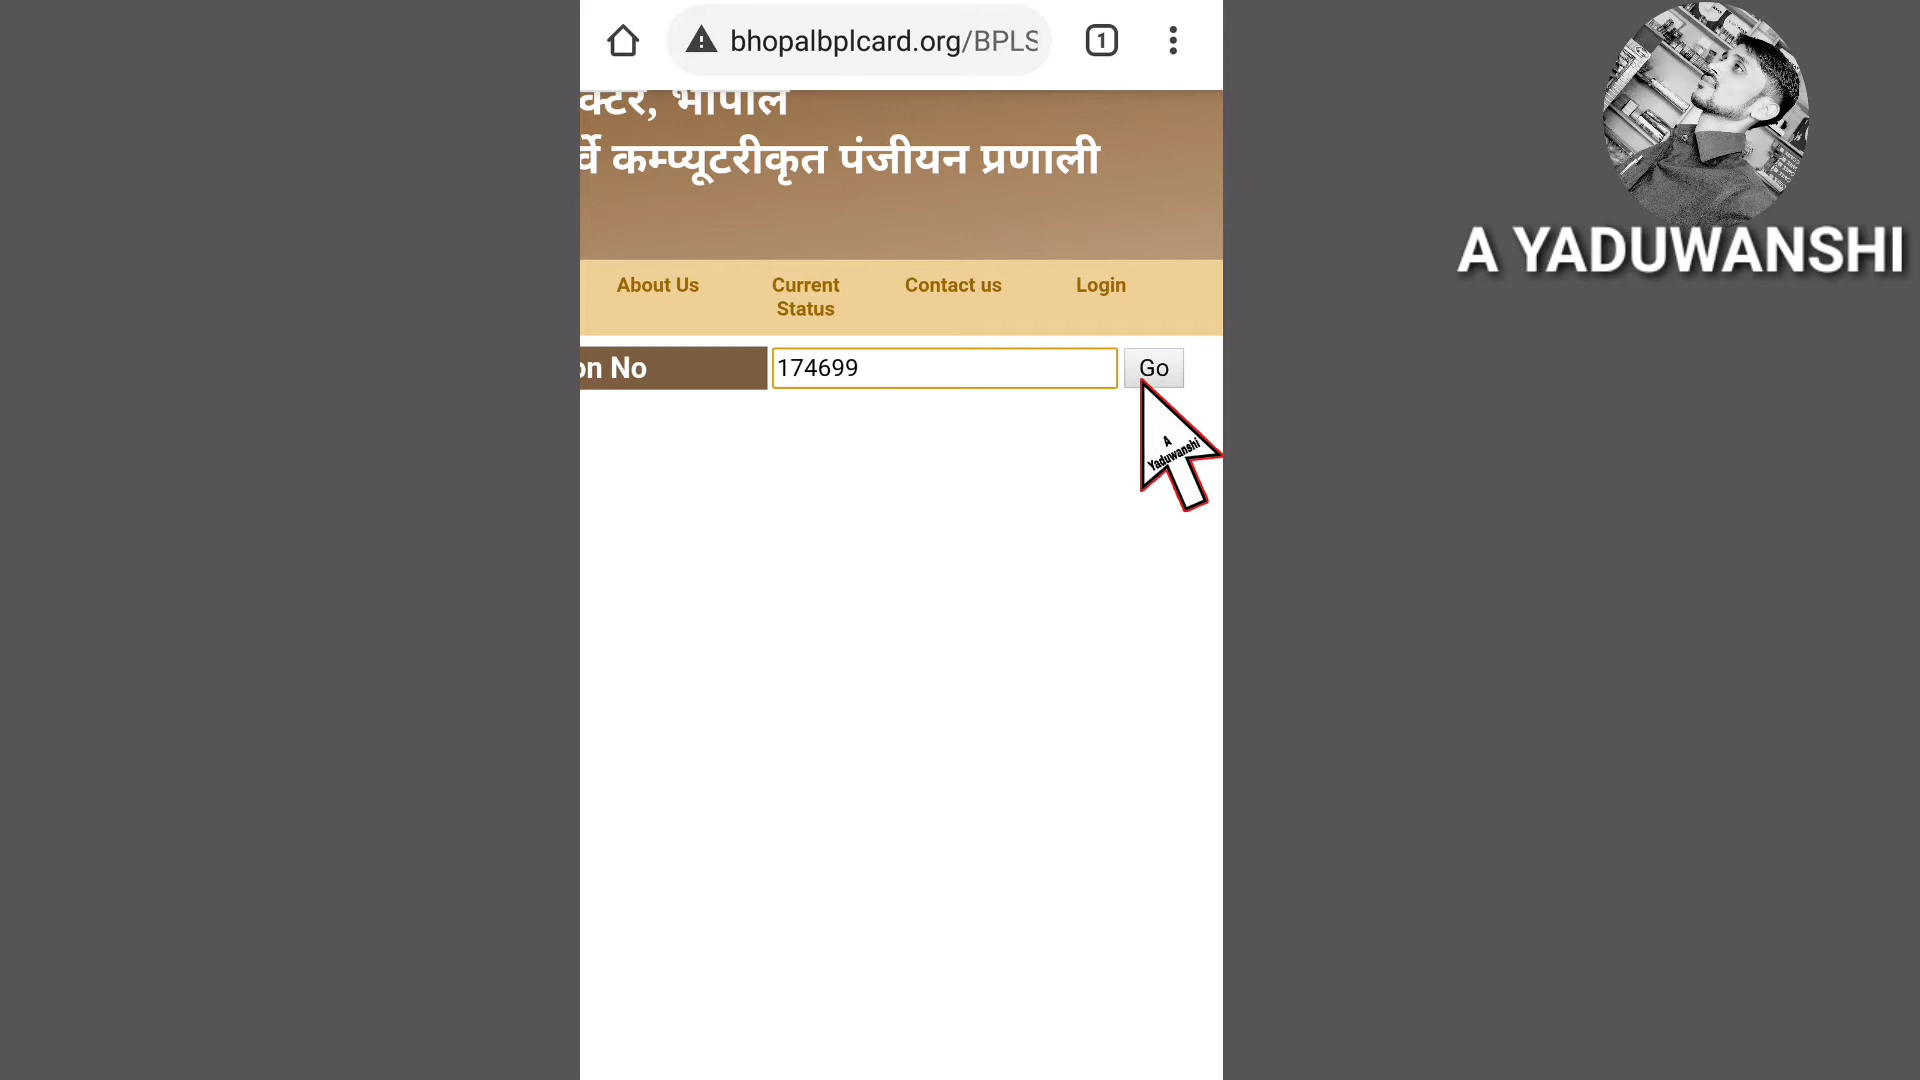 1
bhopalbplcard.org/BPLS
क्टर, भोपाल
र्वे कम्प्यूटरीकृत पंजीयन प्रणाली
About Us
Current
Status
Contact us
Login
on No
174699
Go
A
Yaduwanshi
A YADUWANSHI